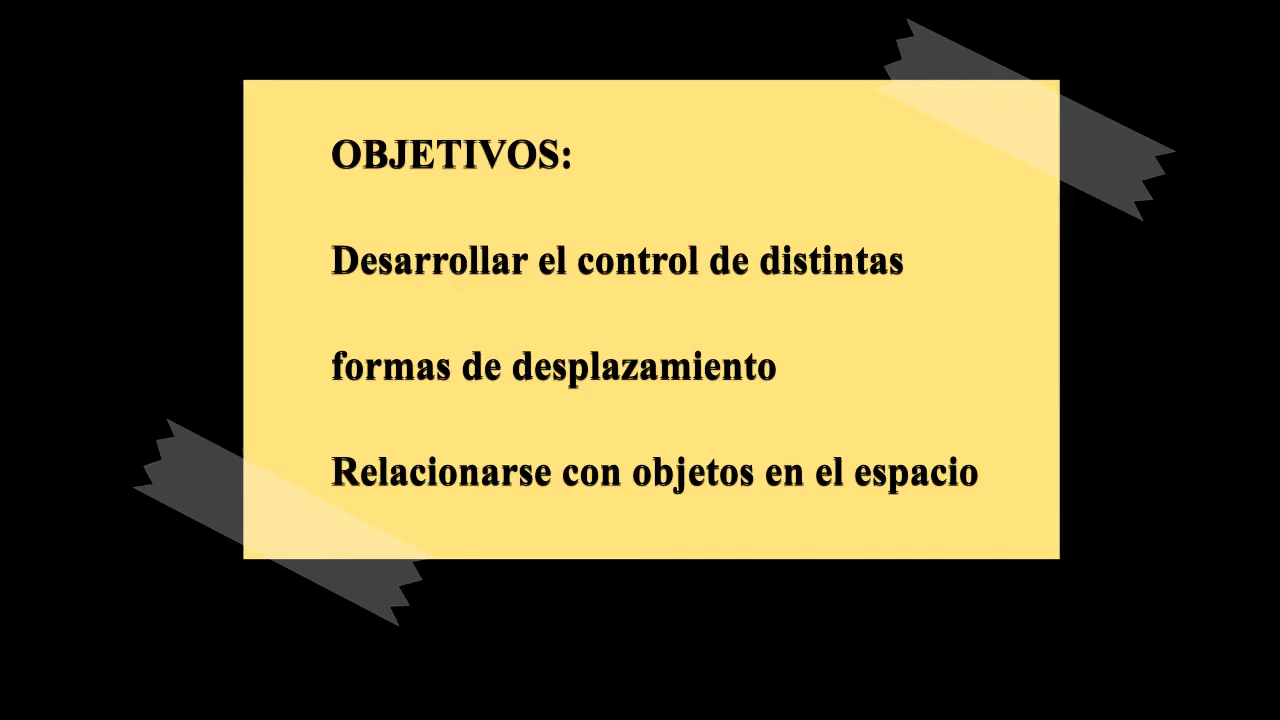 OBJETIVOS:
Desarrollar el control de distintas
formas de desplazamiento
Relacionarse con objetos en el espacio